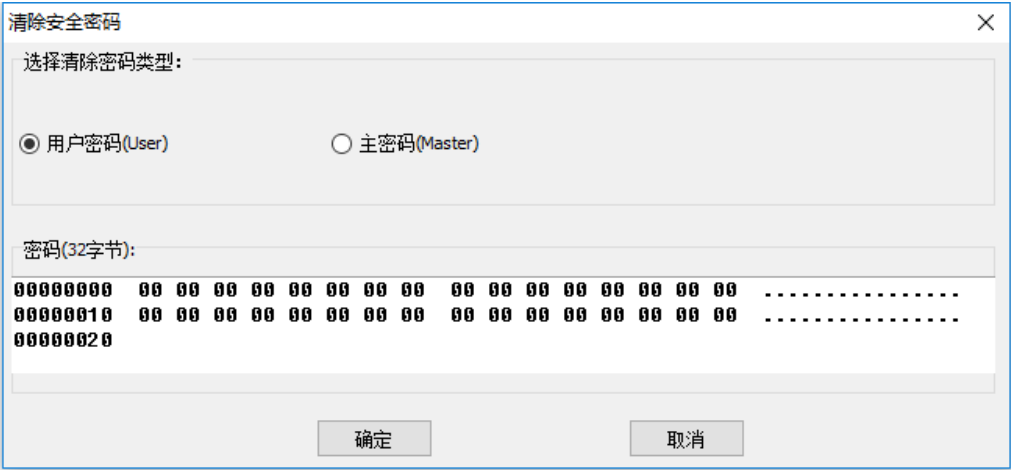 清除安全密码
选择清除密码类型：
用户密码(User) 主密码(Master)
密码(32字节):
00000000 00 00 00 00 00 00 00 00 00 00 00 00 00 00 00 00 ................
00000010 00 00 00 00 00 00 00 00 00 00 00 00 00 00 00 00 ................
00000020
确定 取消